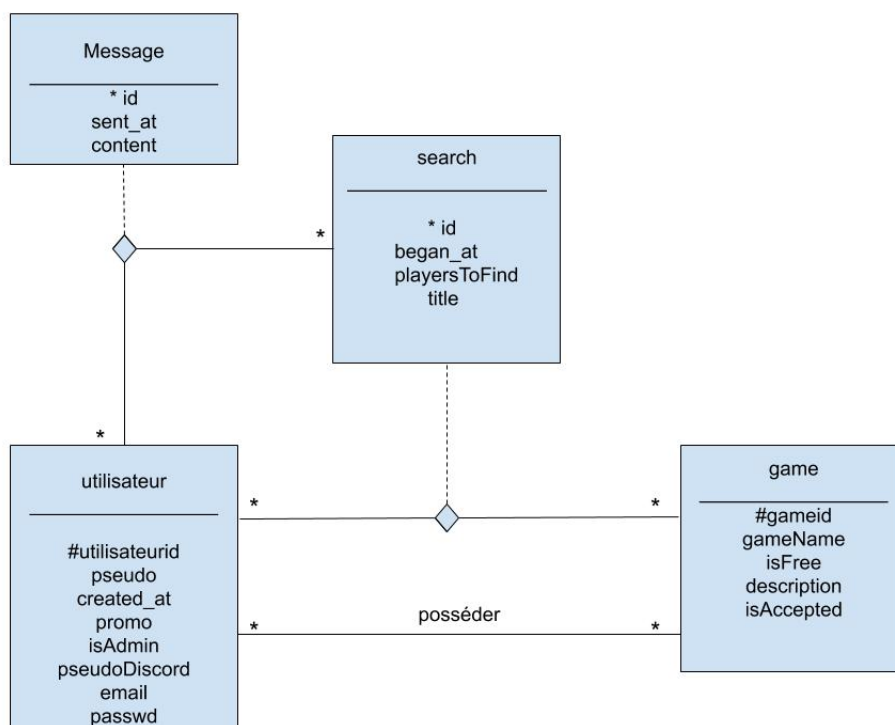 Message
* id
sent_at
content
search
* id
began_at
playersToFind
title
*
*
utilisateur
#utilisateurid
pseudo
created_at
promo
isAdmin
pseudoDiscord
email
passwd
*
*
posséder
*
*
game
#gameid
gameName
isFree
description
isAccepted